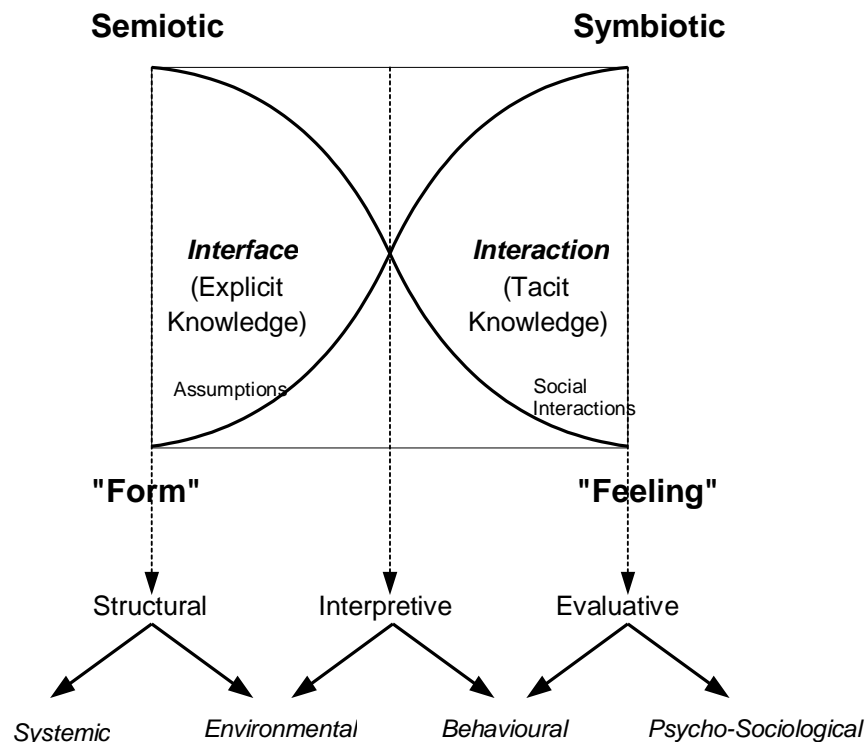 Semiotic Symbiotic
Interface Interaction
(Explicit (Tacit
Knowledge) Knowledge)
Assumptions
Social
Interactions
"Form" "Feeling"
Structural Interpretive Evaluative
Systemic Environmental Behavioural Psycho-Sociological